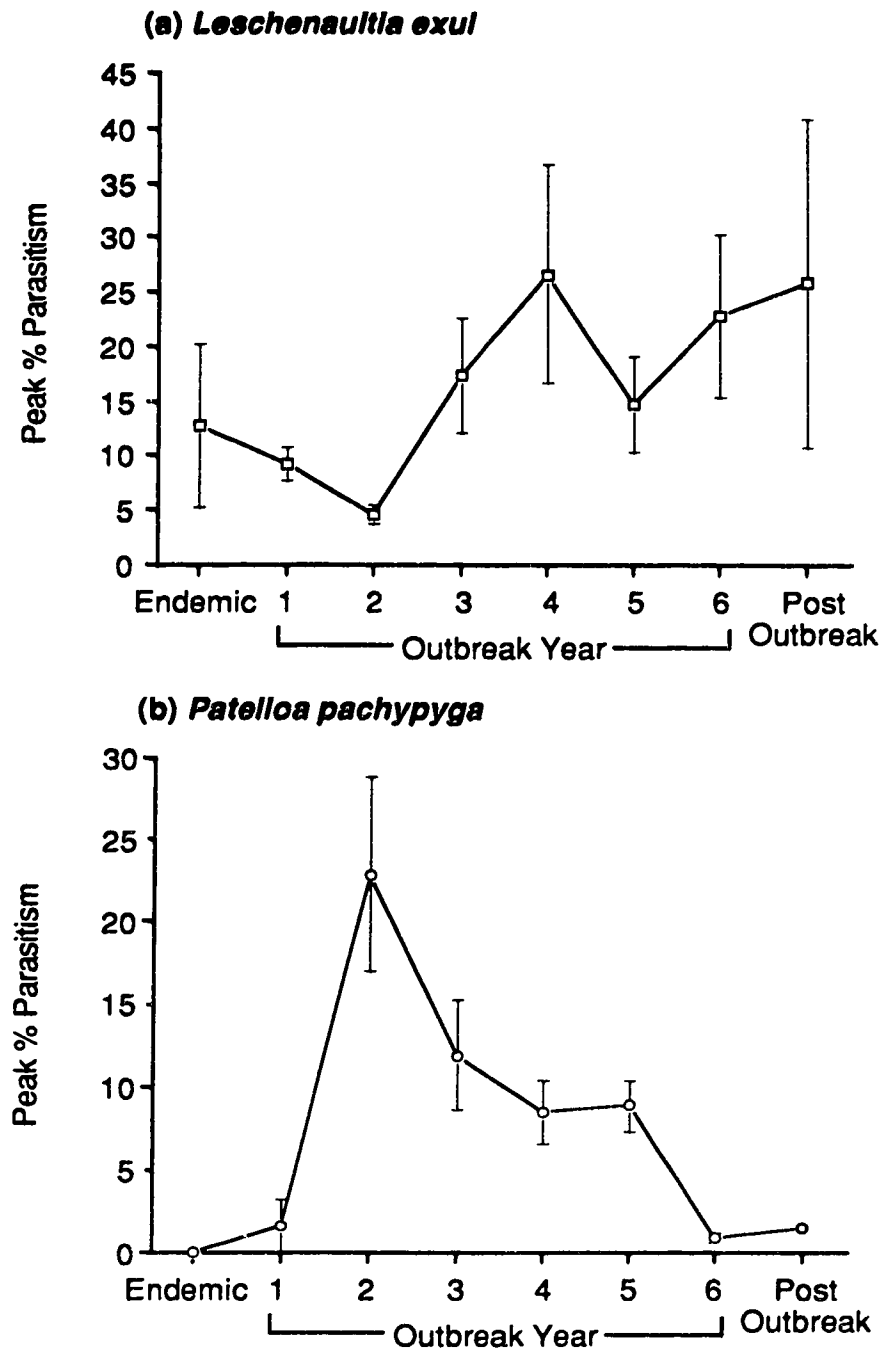 (a) Leschenaultia exul
45
40
35
30
25
20
15
10
5
0
Peak % Parasitism
Endemic 1 2 3 4 5 6 Post
Outbreak
Outbreak Year
(b) Patelloa pachypyga
30
25
20
15
10
5
0
Peak % Parasitism
Endemic 1 2 3 4 5 6 Post
Outbreak
Outbreak Year